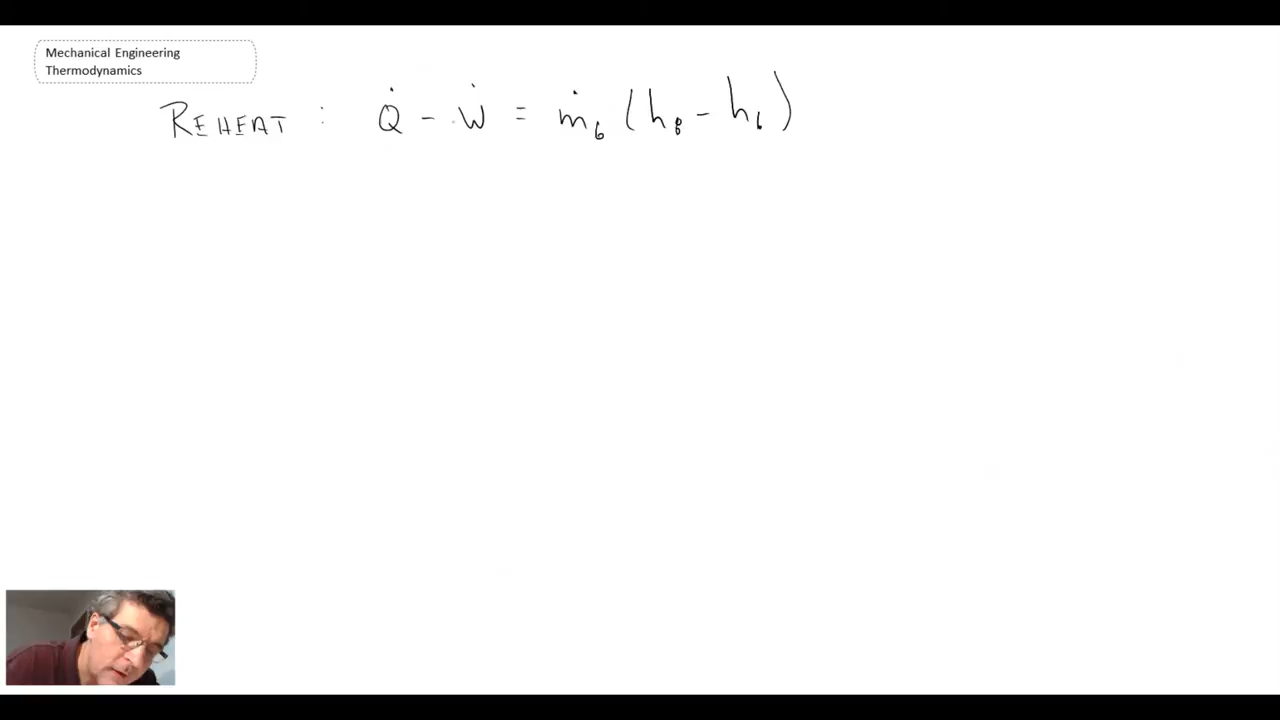 Mechanical Engineering
Thermodynamics
REHEAT : Q̇ - Ẇ = ṁ₆ (h₈ - h₆)